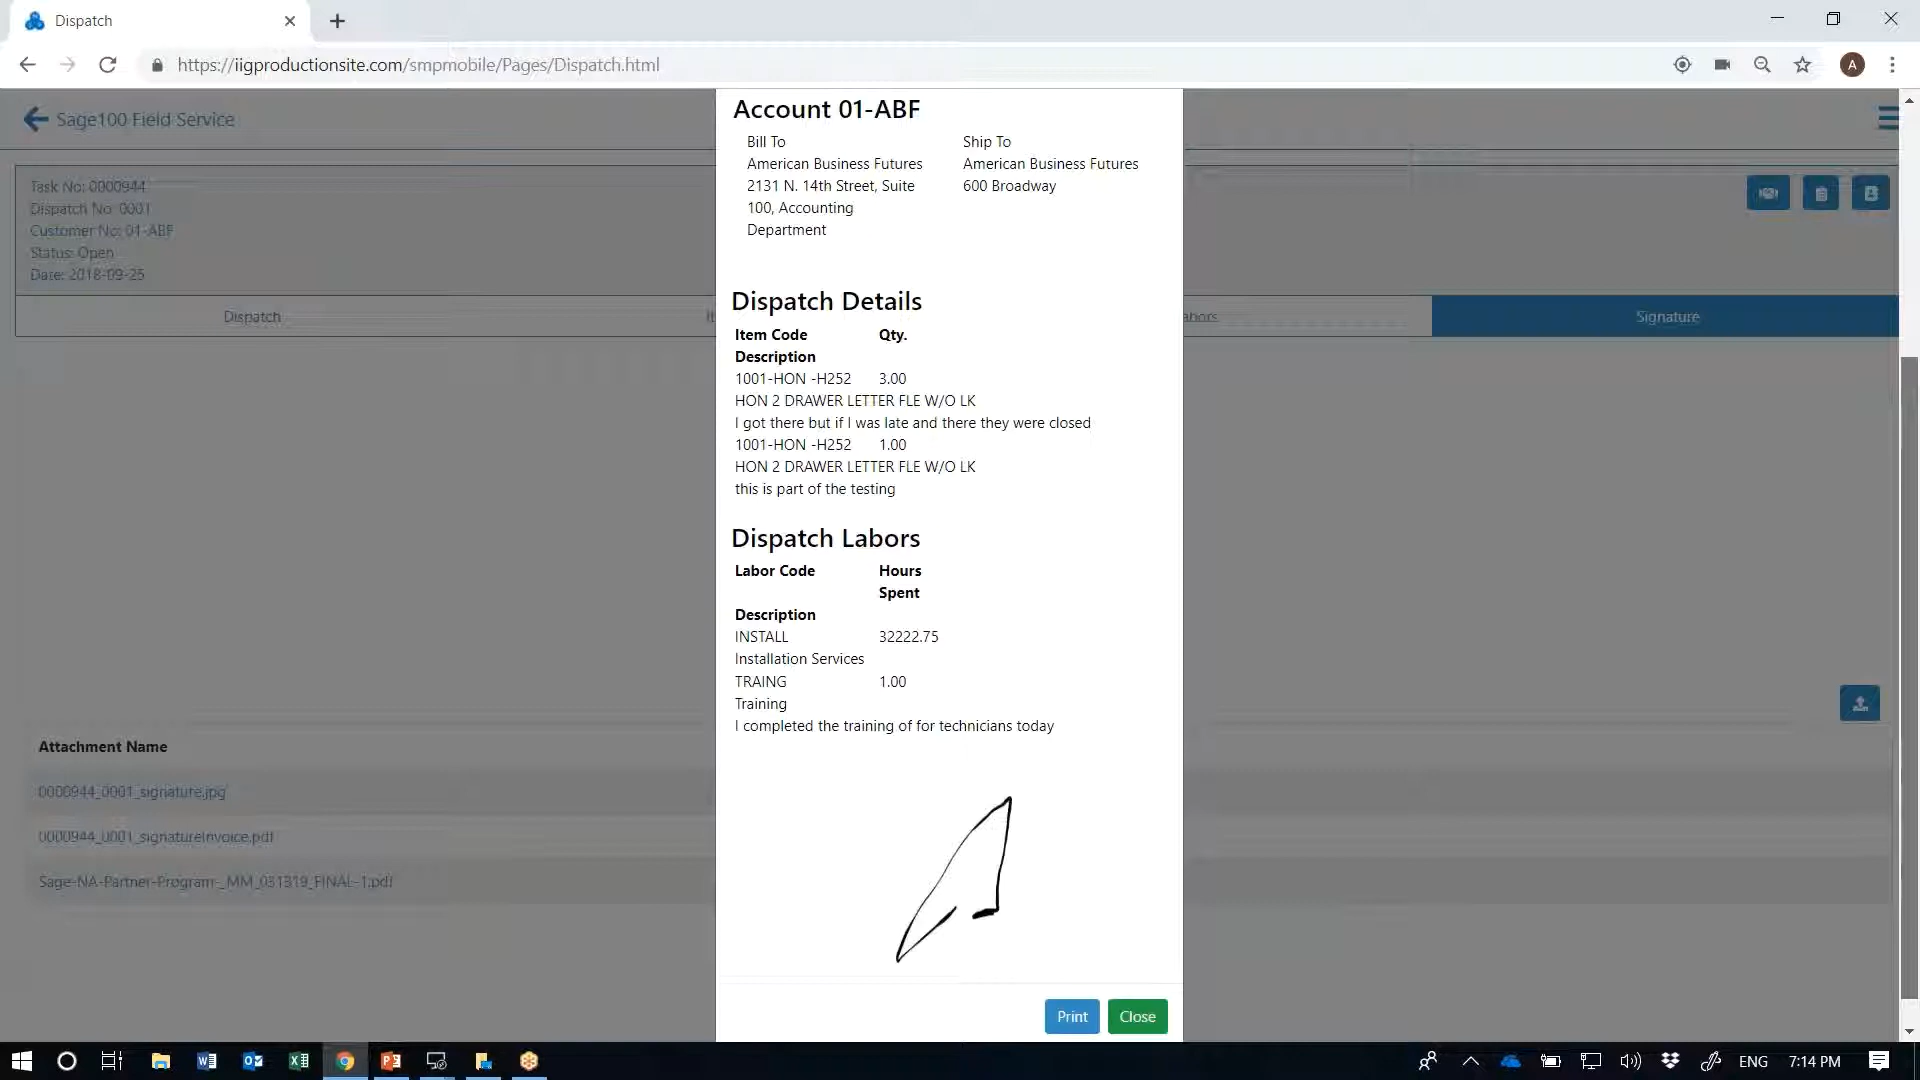 Dispatch
https://iigproductionsite.com/smpmobile/Pages/Dispatch.html
A
Sage100 Field Service
Task No: 0000944
Dispatch No: 0001
Customer No: 01-ABF
Status: Open
Date: 2018-09-25
Dispatch
Signature
Account 01-ABF
Bill To
American Business Futures
2131 N. 14th Street, Suite
100, Accounting
Department
Ship To
American Business Futures
600 Broadway
Dispatch Details
Item Code Qty.
Description
1001-HON -H252 3.00
HON 2 DRAWER LETTER FLE W/O LK
I got there but if I was late and there they were closed
1001-HON -H252 1.00
HON 2 DRAWER LETTER FLE W/O LK
this is part of the testing
Dispatch Labors
Labor Code Hours
Spent
Description
INSTALL 32222.75
Installation Services
TRAING 1.00
Training
I completed the training of for technicians today
Print Close
Attachment Name
0000944_0001_signature.jpg
0000944_0001_signatureInvoice.pdf
Sage-NA-Partner-Program-_MM_031319_FINAL-1.pdf
ENG 7:14 PM